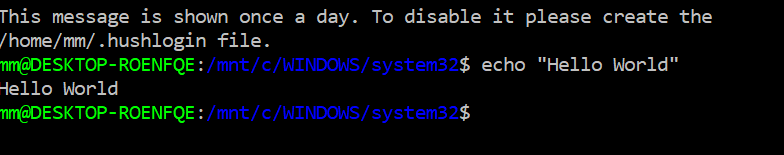 This message is shown once a day. To disable it please create the
/home/mm/.hushlogin file.
mm@DESKTOP-ROENFQE:/mnt/c/WINDOWS/system32$ echo "Hello World"
Hello World
mm@DESKTOP-ROENFQE:/mnt/c/WINDOWS/system32$